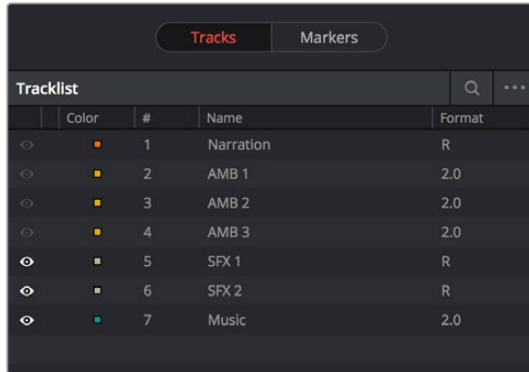 Tracks Markers
Tracklist
Color # Name Format
1 Narration R
2 AMB 1 2.0
3 AMB 2 2.0
4 AMB 3 2.0
5 SFX 1 R
6 SFX 2 R
7 Music 2.0